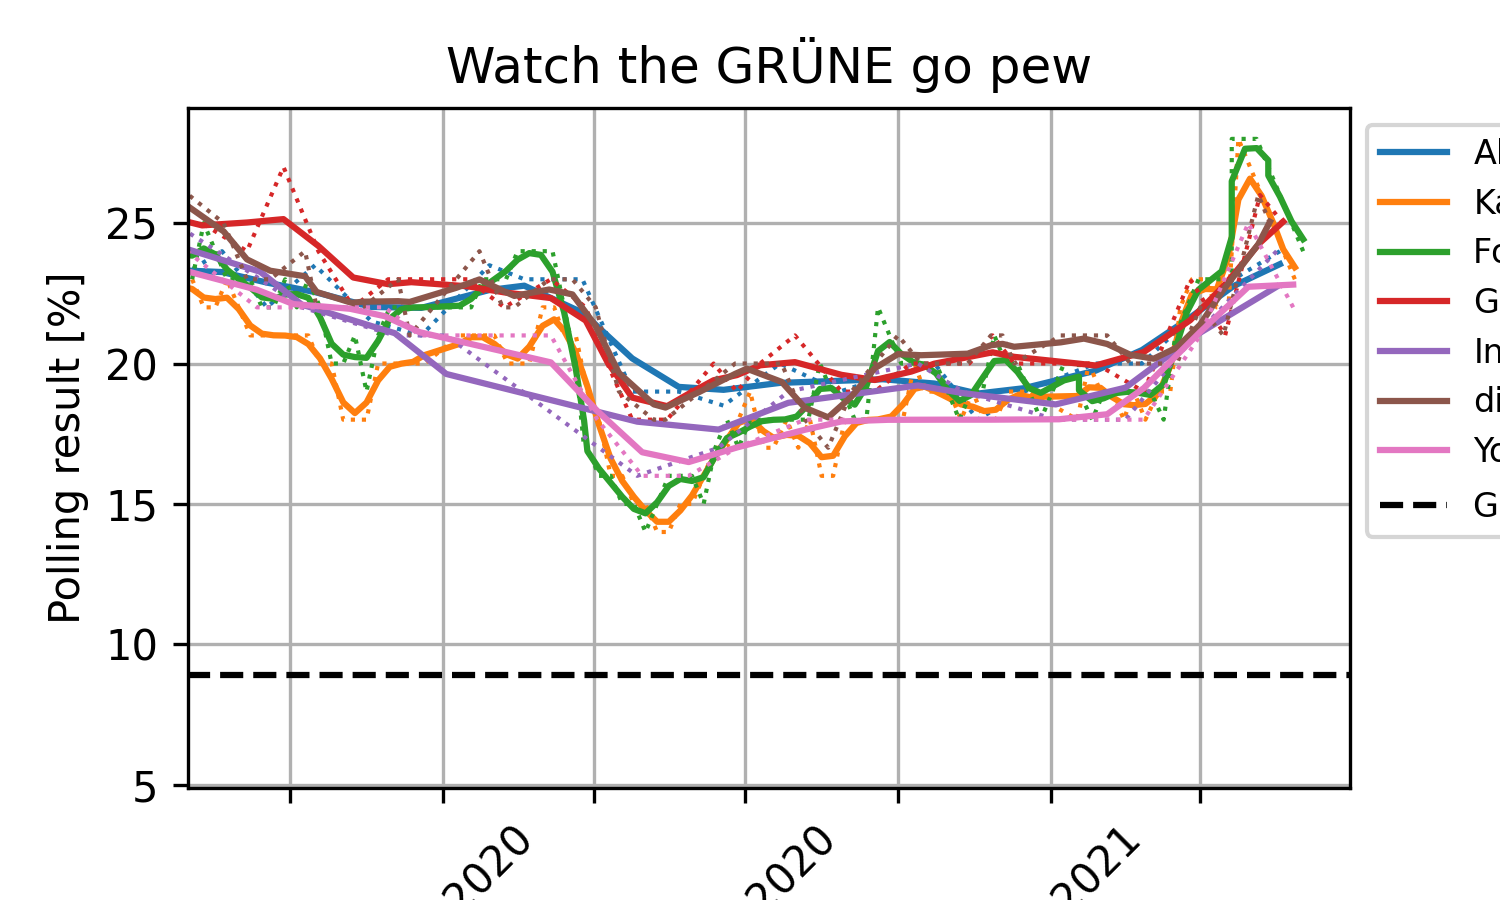 Watch the GRÜNE go pew
Polling result [%]
25
20
15
10
5
2020
2020
2021
Al
Ka
Fo
G
In
di
Yo
G